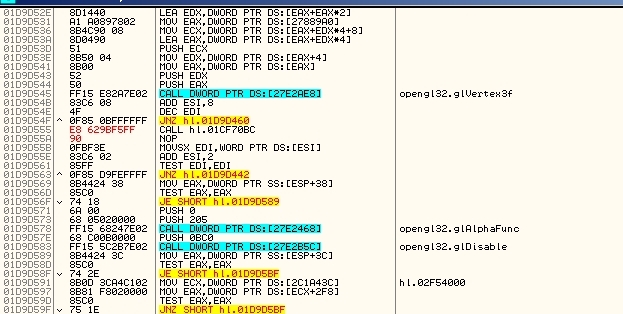 01D9D52E 8D1440 LEA EDX,DWORD PTR DS:[EAX+EAX*2]
01D9D531 A1 A0897802 MOV EAX,DWORD PTR DS:[27889A0]
01D9D536 8B4C90 08 MOV ECX,DWORD PTR DS:[EAX+EDX*4+8]
01D9D53A 8D0490 LEA EAX,DWORD PTR DS:[EAX+EDX*4]
01D9D53D 51 PUSH ECX
01D9D53E 8B50 04 MOV EDX,DWORD PTR DS:[EAX+4]
01D9D541 8B00 MOV EAX,DWORD PTR DS:[EAX]
01D9D543 52 PUSH EDX
01D9D544 50 PUSH EAX
01D9D545 FF15 E82A7E02 CALL DWORD PTR DS:[27E2AE8] opengl32.glVertex3f
01D9D54B 83C6 08 ADD ESI,8
01D9D54E 4F DEC EDI
01D9D54F ^ 0F85 0BFFFFFF JNZ hl.01D9D460
01D9D555 E8 629BF5FF CALL hl.01CF70BC
01D9D55A 90 NOP
01D9D55B 0FBF3E MOVSX EDI,WORD PTR DS:[ESI]
01D9D55E 83C6 02 ADD ESI,2
01D9D561 85FF TEST EDI,EDI
01D9D563 ^ 0F85 D9FEFFFF JNZ hl.01D9D442
01D9D569 8B4424 38 MOV EAX,DWORD PTR SS:[ESP+38]
01D9D56D 85C0 TEST EAX,EAX
01D9D56F ˅ 74 18 JE SHORT hl.01D9D589
01D9D571 6A 00 PUSH 0
01D9D573 68 05020000 PUSH 205
01D9D578 FF15 68247E02 CALL DWORD PTR DS:[27E2468] opengl32.glAlphaFunc
01D9D57E 68 C00B0000 PUSH 0BC0
01D9D583 FF15 5C2B7E02 CALL DWORD PTR DS:[27E2B5C] opengl32.glDisable
01D9D589 8B4424 3C MOV EAX,DWORD PTR SS:[ESP+3C]
01D9D58D 85C0 TEST EAX,EAX
01D9D58F ˅ 74 2E JE SHORT hl.01D9D5BF
01D9D591 8B0D 3CA4C102 MOV ECX,DWORD PTR DS:[2C1A43C] hl.02F54000
01D9D597 8B81 F8020000 MOV EAX,DWORD PTR DS:[ECX+2F8]
01D9D59D 85C0 TEST EAX,EAX
01D9D59F ˅ 75 1E JNZ SHORT hl.01D9D5BF